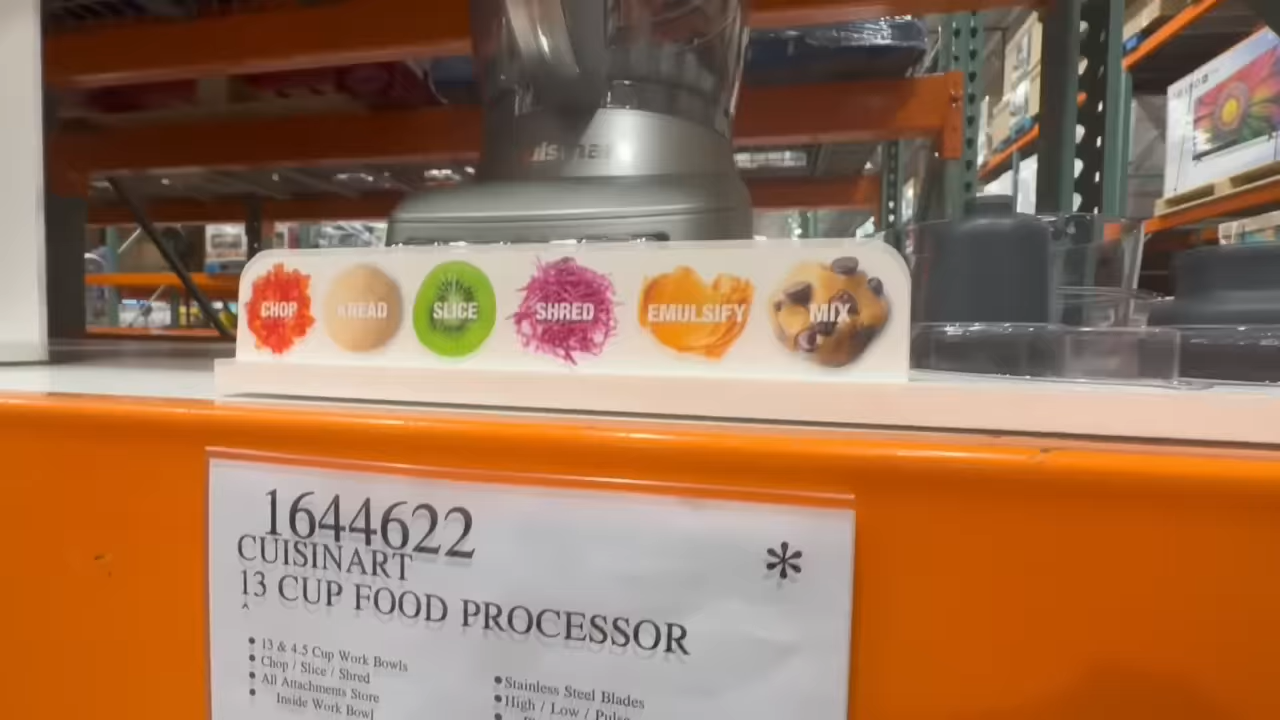 CHOP
KNEAD
SLICE
SHRED
EMULSIFY
MIX
1644622
*
CUISINART
13 CUP FOOD PROCESSOR
^
• 13 & 4.5 Cup Work Bowls
• Chop / Slice / Shred
• All Attachments Store
• Inside Work Bowl
• Stainless Steel Blades
• High / Low / Pulse